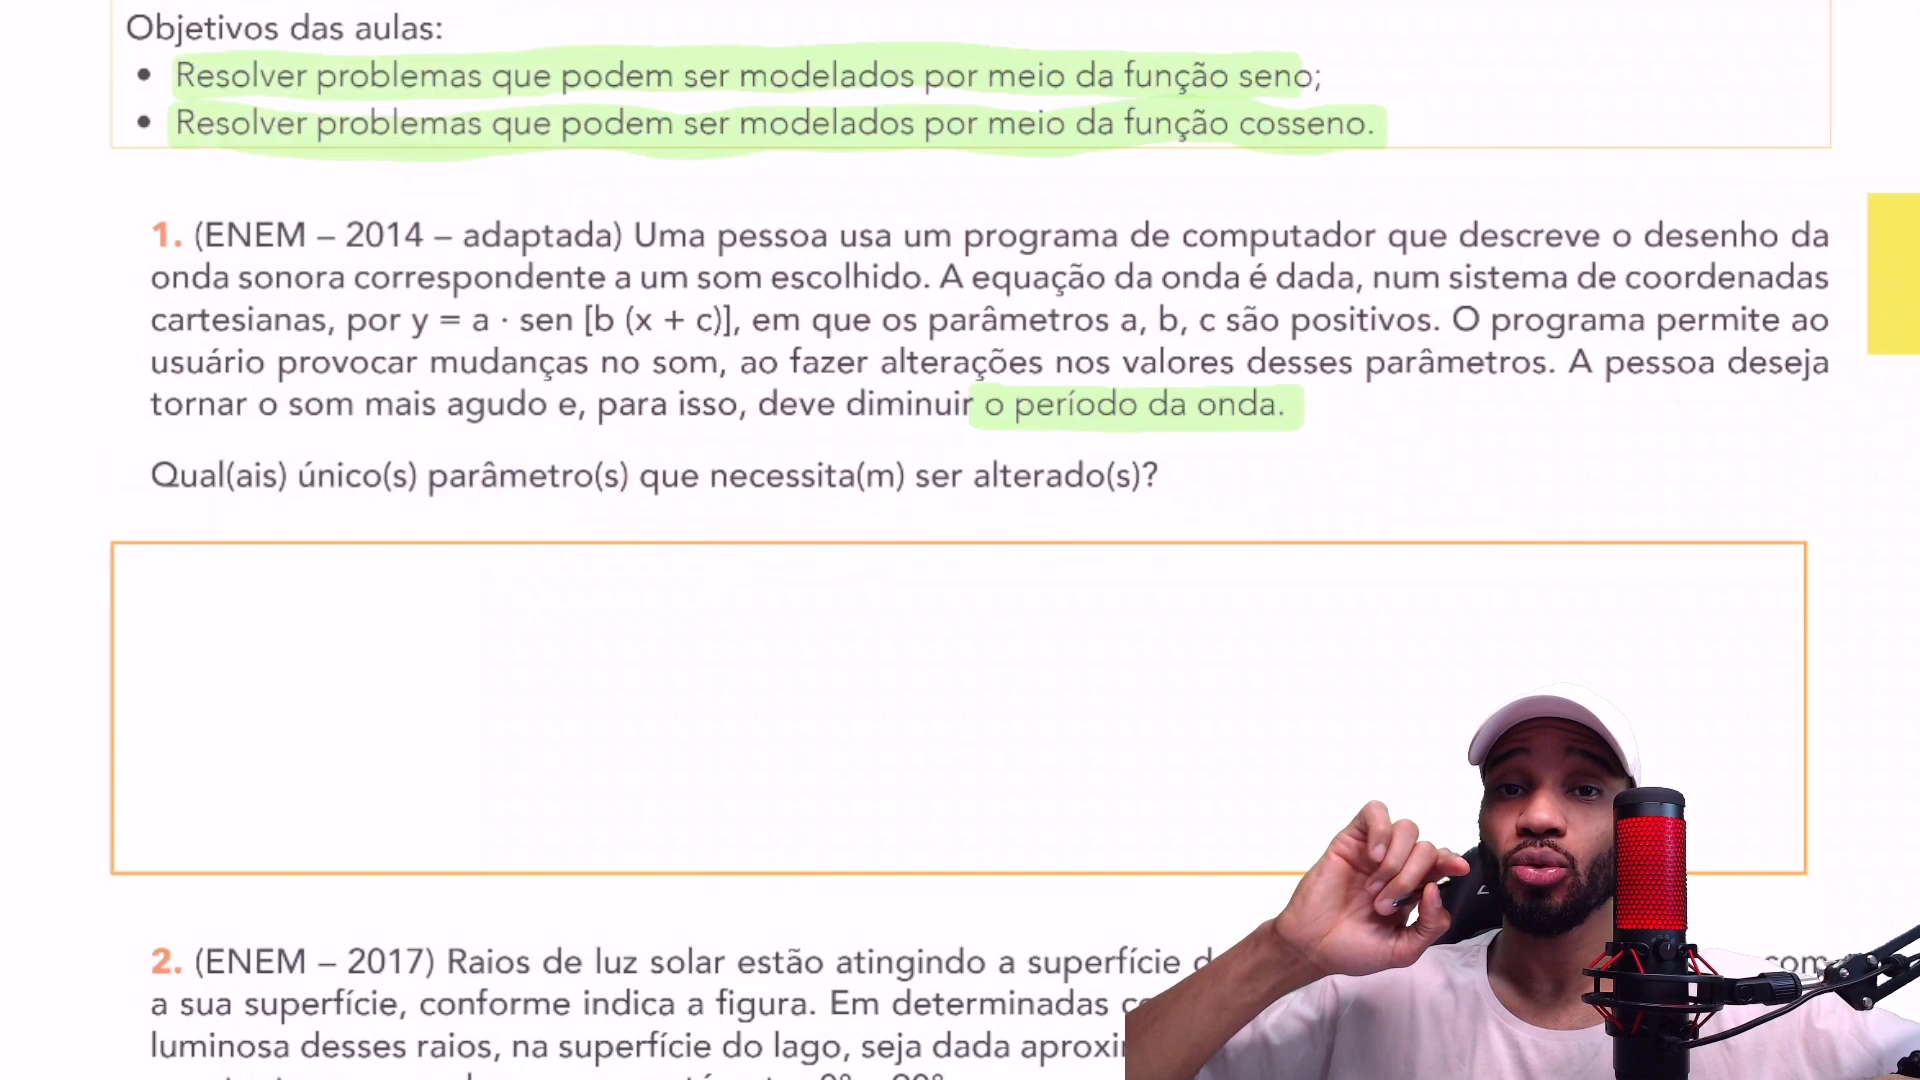 Objetivos das aulas:
• Resolver problemas que podem ser modelados por meio da função seno;
• Resolver problemas que podem ser modelados por meio da função cosseno.
1. (ENEM – 2014 – adaptada) Uma pessoa usa um programa de computador que descreve o desenho da
onda sonora correspondente a um som escolhido. A equação da onda é dada, num sistema de coordenadas
cartesianas, por y = a · sen [b (x + c)], em que os parâmetros a, b, c são positivos. O programa permite ao
usuário provocar mudanças no som, ao fazer alterações nos valores desses parâmetros. A pessoa deseja
tornar o som mais agudo e, para isso, deve diminuir o período da onda.
Qual(ais) único(s) parâmetro(s) que necessita(m) ser alterado(s)?
2. (ENEM – 2017) Raios de luz solar estão atingindo a superfície com
a sua superfície, conforme indica a figura. Em determinadas
luminosa desses raios, na superfície do lago, seja dada